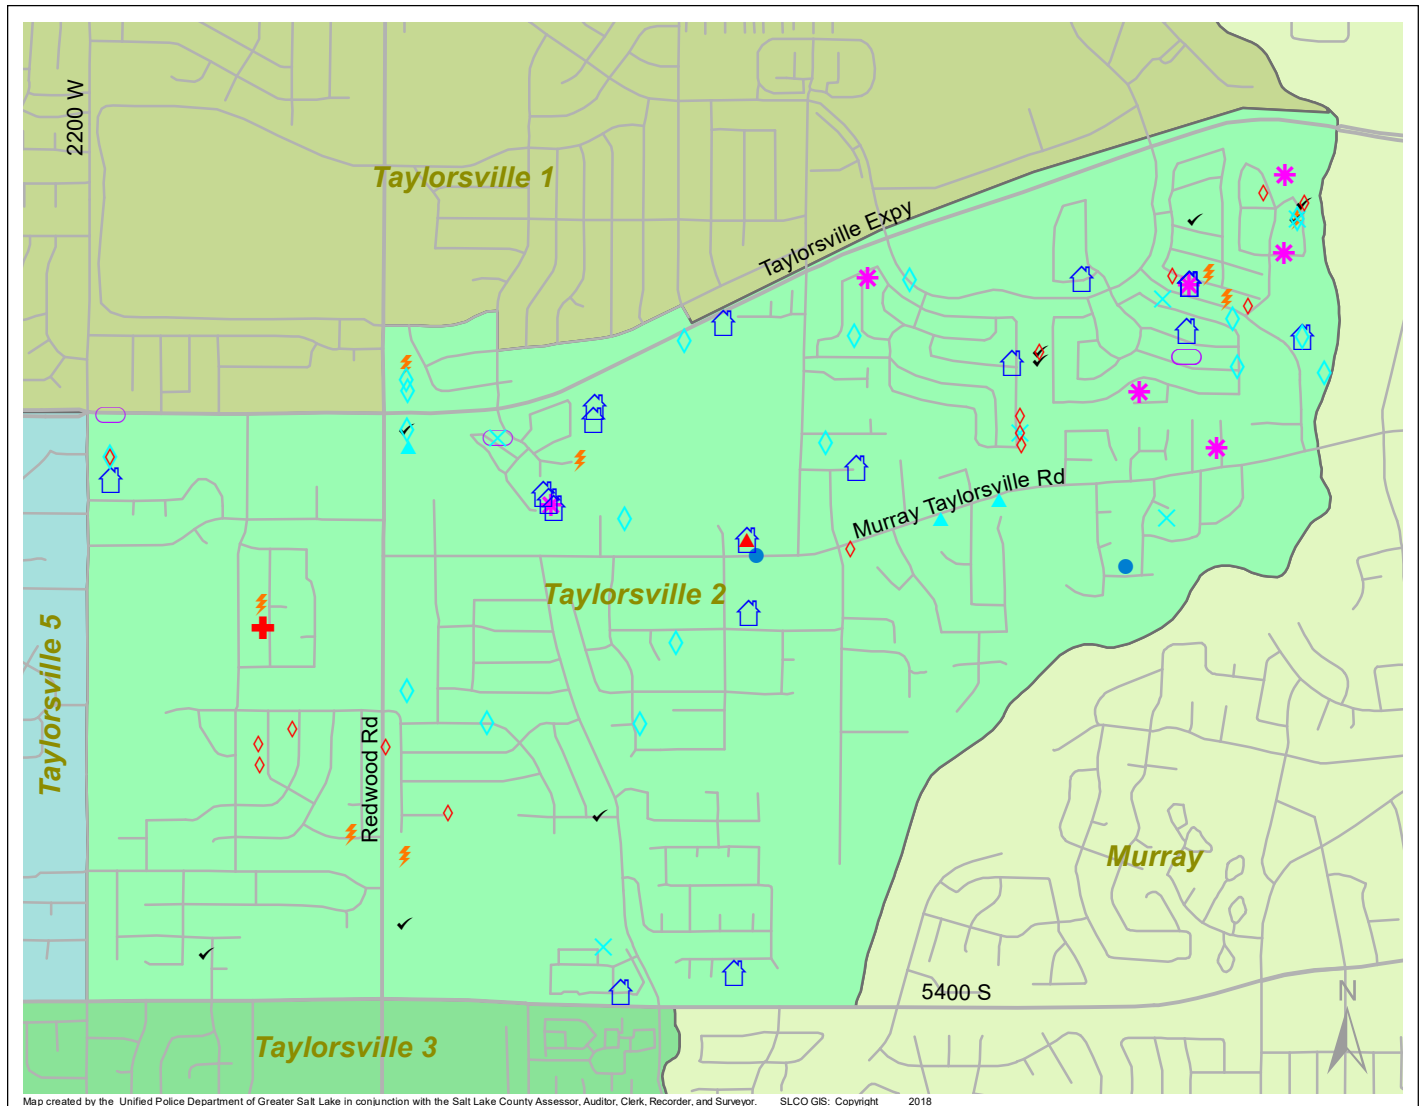 2200 W
Taylorsville 1
Taylorsville Expy
Murray Taylorsville Rd
Taylorsville 2
Taylorsville 5
Redwood Rd
Murray
5400 S
N
Taylorsville 3
Map created by the Unified Police Department of Greater Salt Lake in conjunction with the Salt Lake County Assessor, Auditor, Clerk, Recorder, and Surveyor. SLCO GIS: Copyright 2018